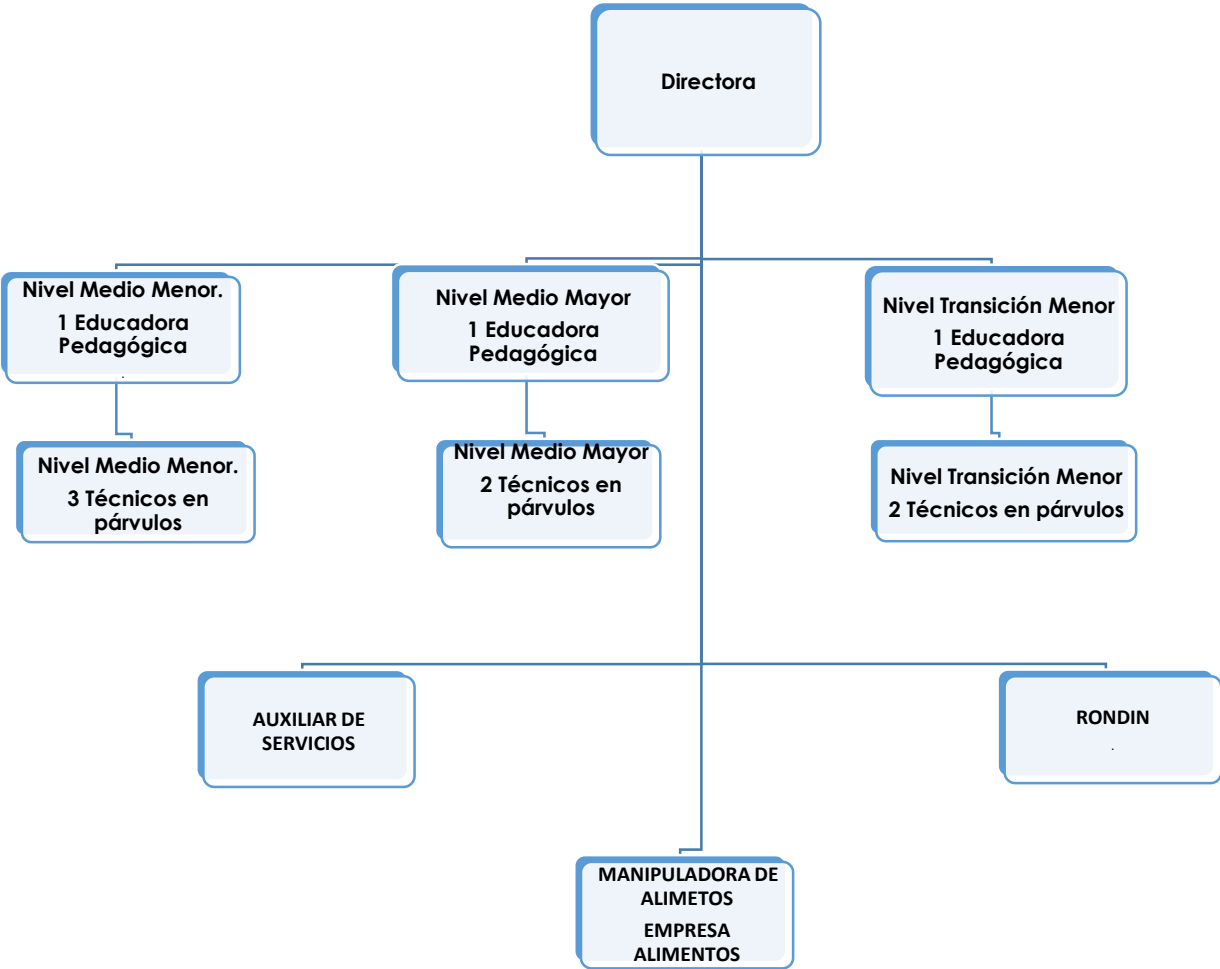 Directora
Nivel Medio Menor.
1 Educadora
Pedagógica
.
Nivel Medio Mayor
1 Educadora
Pedagógica
Nivel Transición Menor
1 Educadora
Pedagógica
Nivel Medio Menor.
3 Técnicos en
párvulos
Nivel Medio Mayor
2 Técnicos en
párvulos
Nivel Transición Menor
2 Técnicos en párvulos
AUXILIAR DE
SERVICIOS
RONDIN
.
MANIPULADORA DE
ALIMETOS
EMPRESA
ALIMENTOS